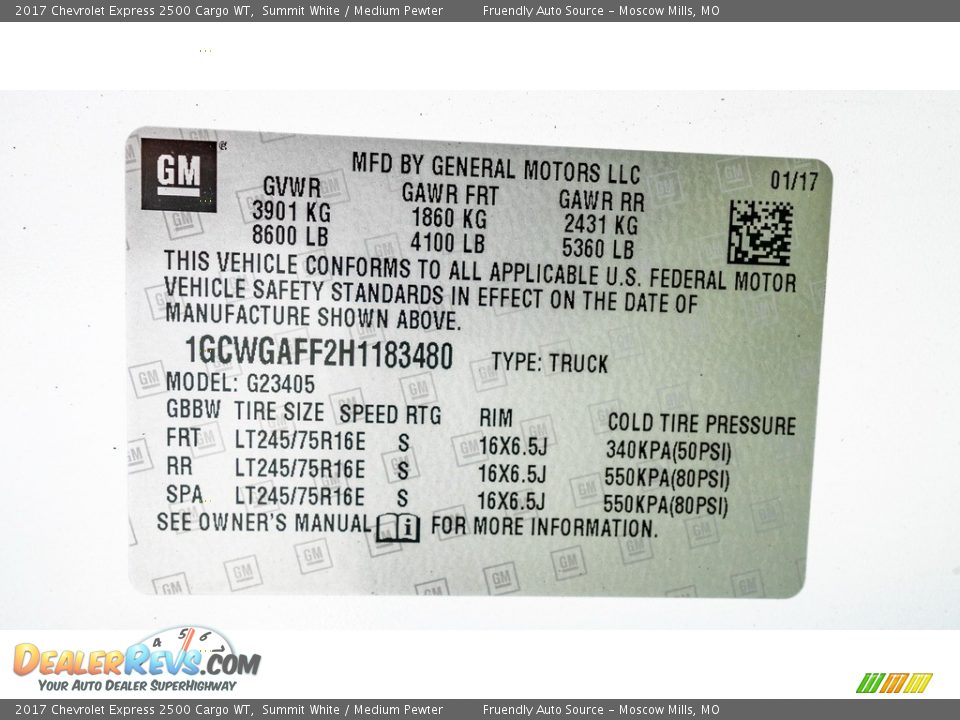 2017 Chevrolet Express 2500 Cargo WT, Summit White / Medium Pewter Fruendly Auto Source – Moscow Mills, MO
GM
MFD BY GENERAL MOTORS LLC
01/17
GVWR GAWR FRT GAWR RR
3901 KG 1860 KG 2431 KG
8600 LB 4100 LB 5360 LB
THIS VEHICLE CONFORMS TO ALL APPLICABLE U.S. FEDERAL MOTOR
VEHICLE SAFETY STANDARDS IN EFFECT ON THE DATE OF
MANUFACTURE SHOWN ABOVE.
1GCWGAFF2H1183480 TYPE: TRUCK
MODEL: G23405
GBBW TIRE SIZE SPEED RTG RIM COLD TIRE PRESSURE
FRT LT245/75R16E S 16X6.5J 340KPA(50PSI)
RR LT245/75R16E S 16X6.5J 550KPA(80PSI)
SPA LT245/75R16E S 16X6.5J 550KPA(80PSI)
SEE OWNER'S MANUAL i FOR MORE INFORMATION.
4 5 6
DEALERREVS.COM
YOUR AUTO DEALER SUPERHIGHWAY
2017 Chevrolet Express 2500 Cargo WT, Summit White / Medium Pewter Fruendly Auto Source – Moscow Mills, MO